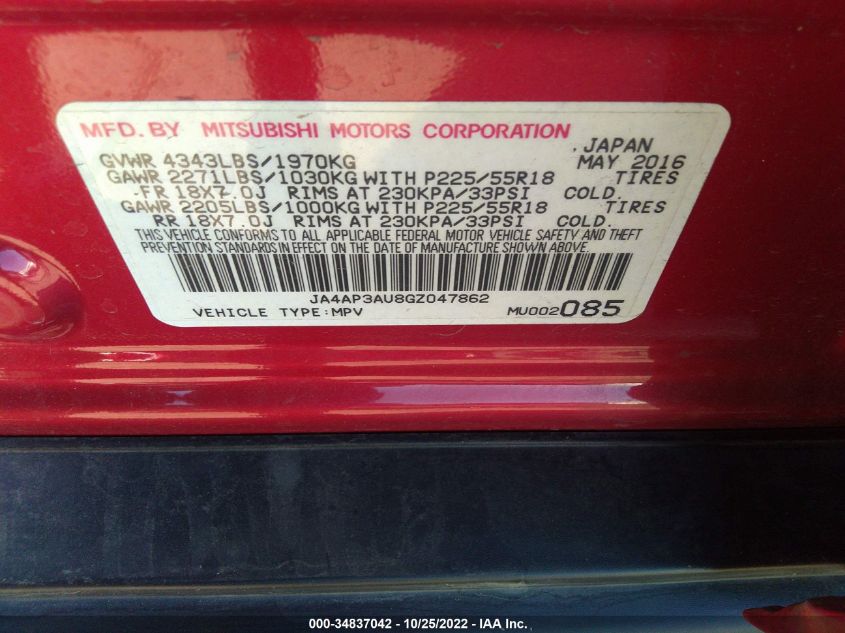 MFD. BY MITSUBISHI MOTORS CORPORATION JAPAN
GVWR 4343LBS/1970KG MAY 2016
GAWR 2271LBS/1030KG WITH P225/55R18 TIRES
FR 18X7.0J RIMS AT 230KPA/33PSI COLD.
GAWR 2205LBS/1000KG WITH P225/55R18 TIRES
RR 18X7.0J RIMS AT 230KPA/33PSI COLD.
THIS VEHICLE CONFORMS TO ALL APPLICABLE FEDERAL MOTOR VEHICLE SAFETY AND THEFT
PREVENTION STANDARDS IN EFFECT ON THE DATE OF MANUFACTURE SHOWN ABOVE.
JA4AP3AU8GZ047862
VEHICLE TYPE:MPV MU002085
000-34837042 - 10/25/2022 - IAA Inc.